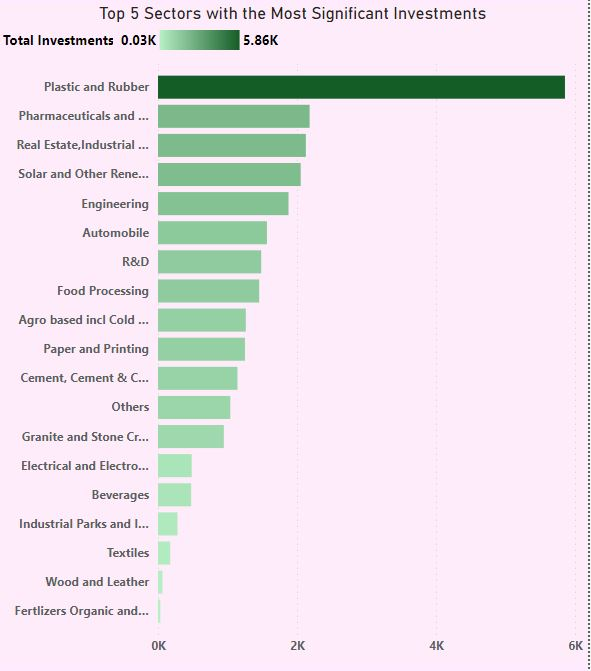 Top 5 Sectors with the Most Significant Investments
Total Investments 0.03K 5.86K
Plastic and Rubber
Pharmaceuticals and ...
Real Estate,Industrial ...
Solar and Other Rene...
Engineering
Automobile
R&D
Food Processing
Agro based incl Cold ...
Paper and Printing
Cement, Cement & C...
Others
Granite and Stone Cr...
Electrical and Electro...
Beverages
Industrial Parks and I...
Textiles
Wood and Leather
Fertlizers Organic and...
0K 2K 4K 6K